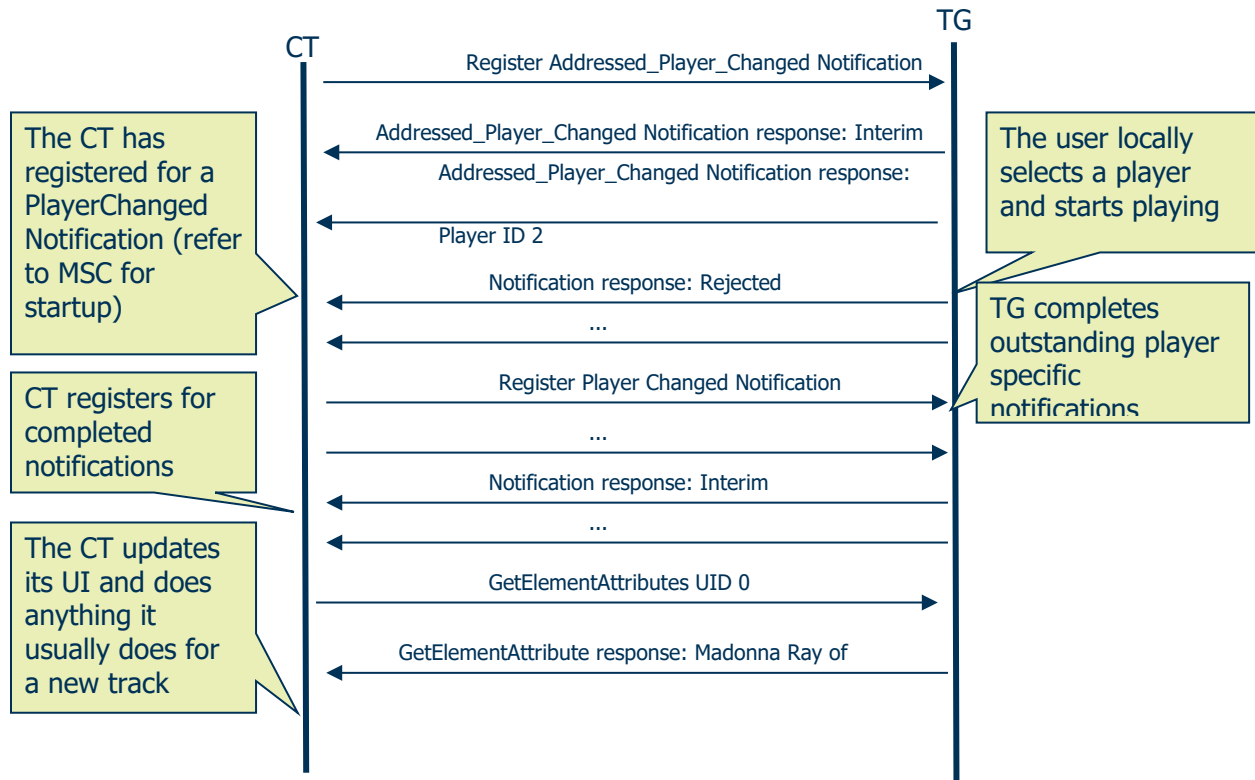 CT
TG
Register Addressed_Player_Changed Notification
The CT has
registered for a
PlayerChanged
Notification (refer
to MSC for
startup)
Addressed_Player_Changed Notification response: Interim
The user locally
selects a player
and starts playing
Addressed_Player_Changed Notification response:
Player ID 2
Notification response: Rejected
...
TG completes
outstanding player
specific
notifications
Register Player Changed Notification
CT registers for
completed
notifications
...
Notification response: Interim
...
The CT updates
its UI and does
anything it
usually does for
a new track
GetElementAttributes UID 0
GetElementAttribute response: Madonna Ray of